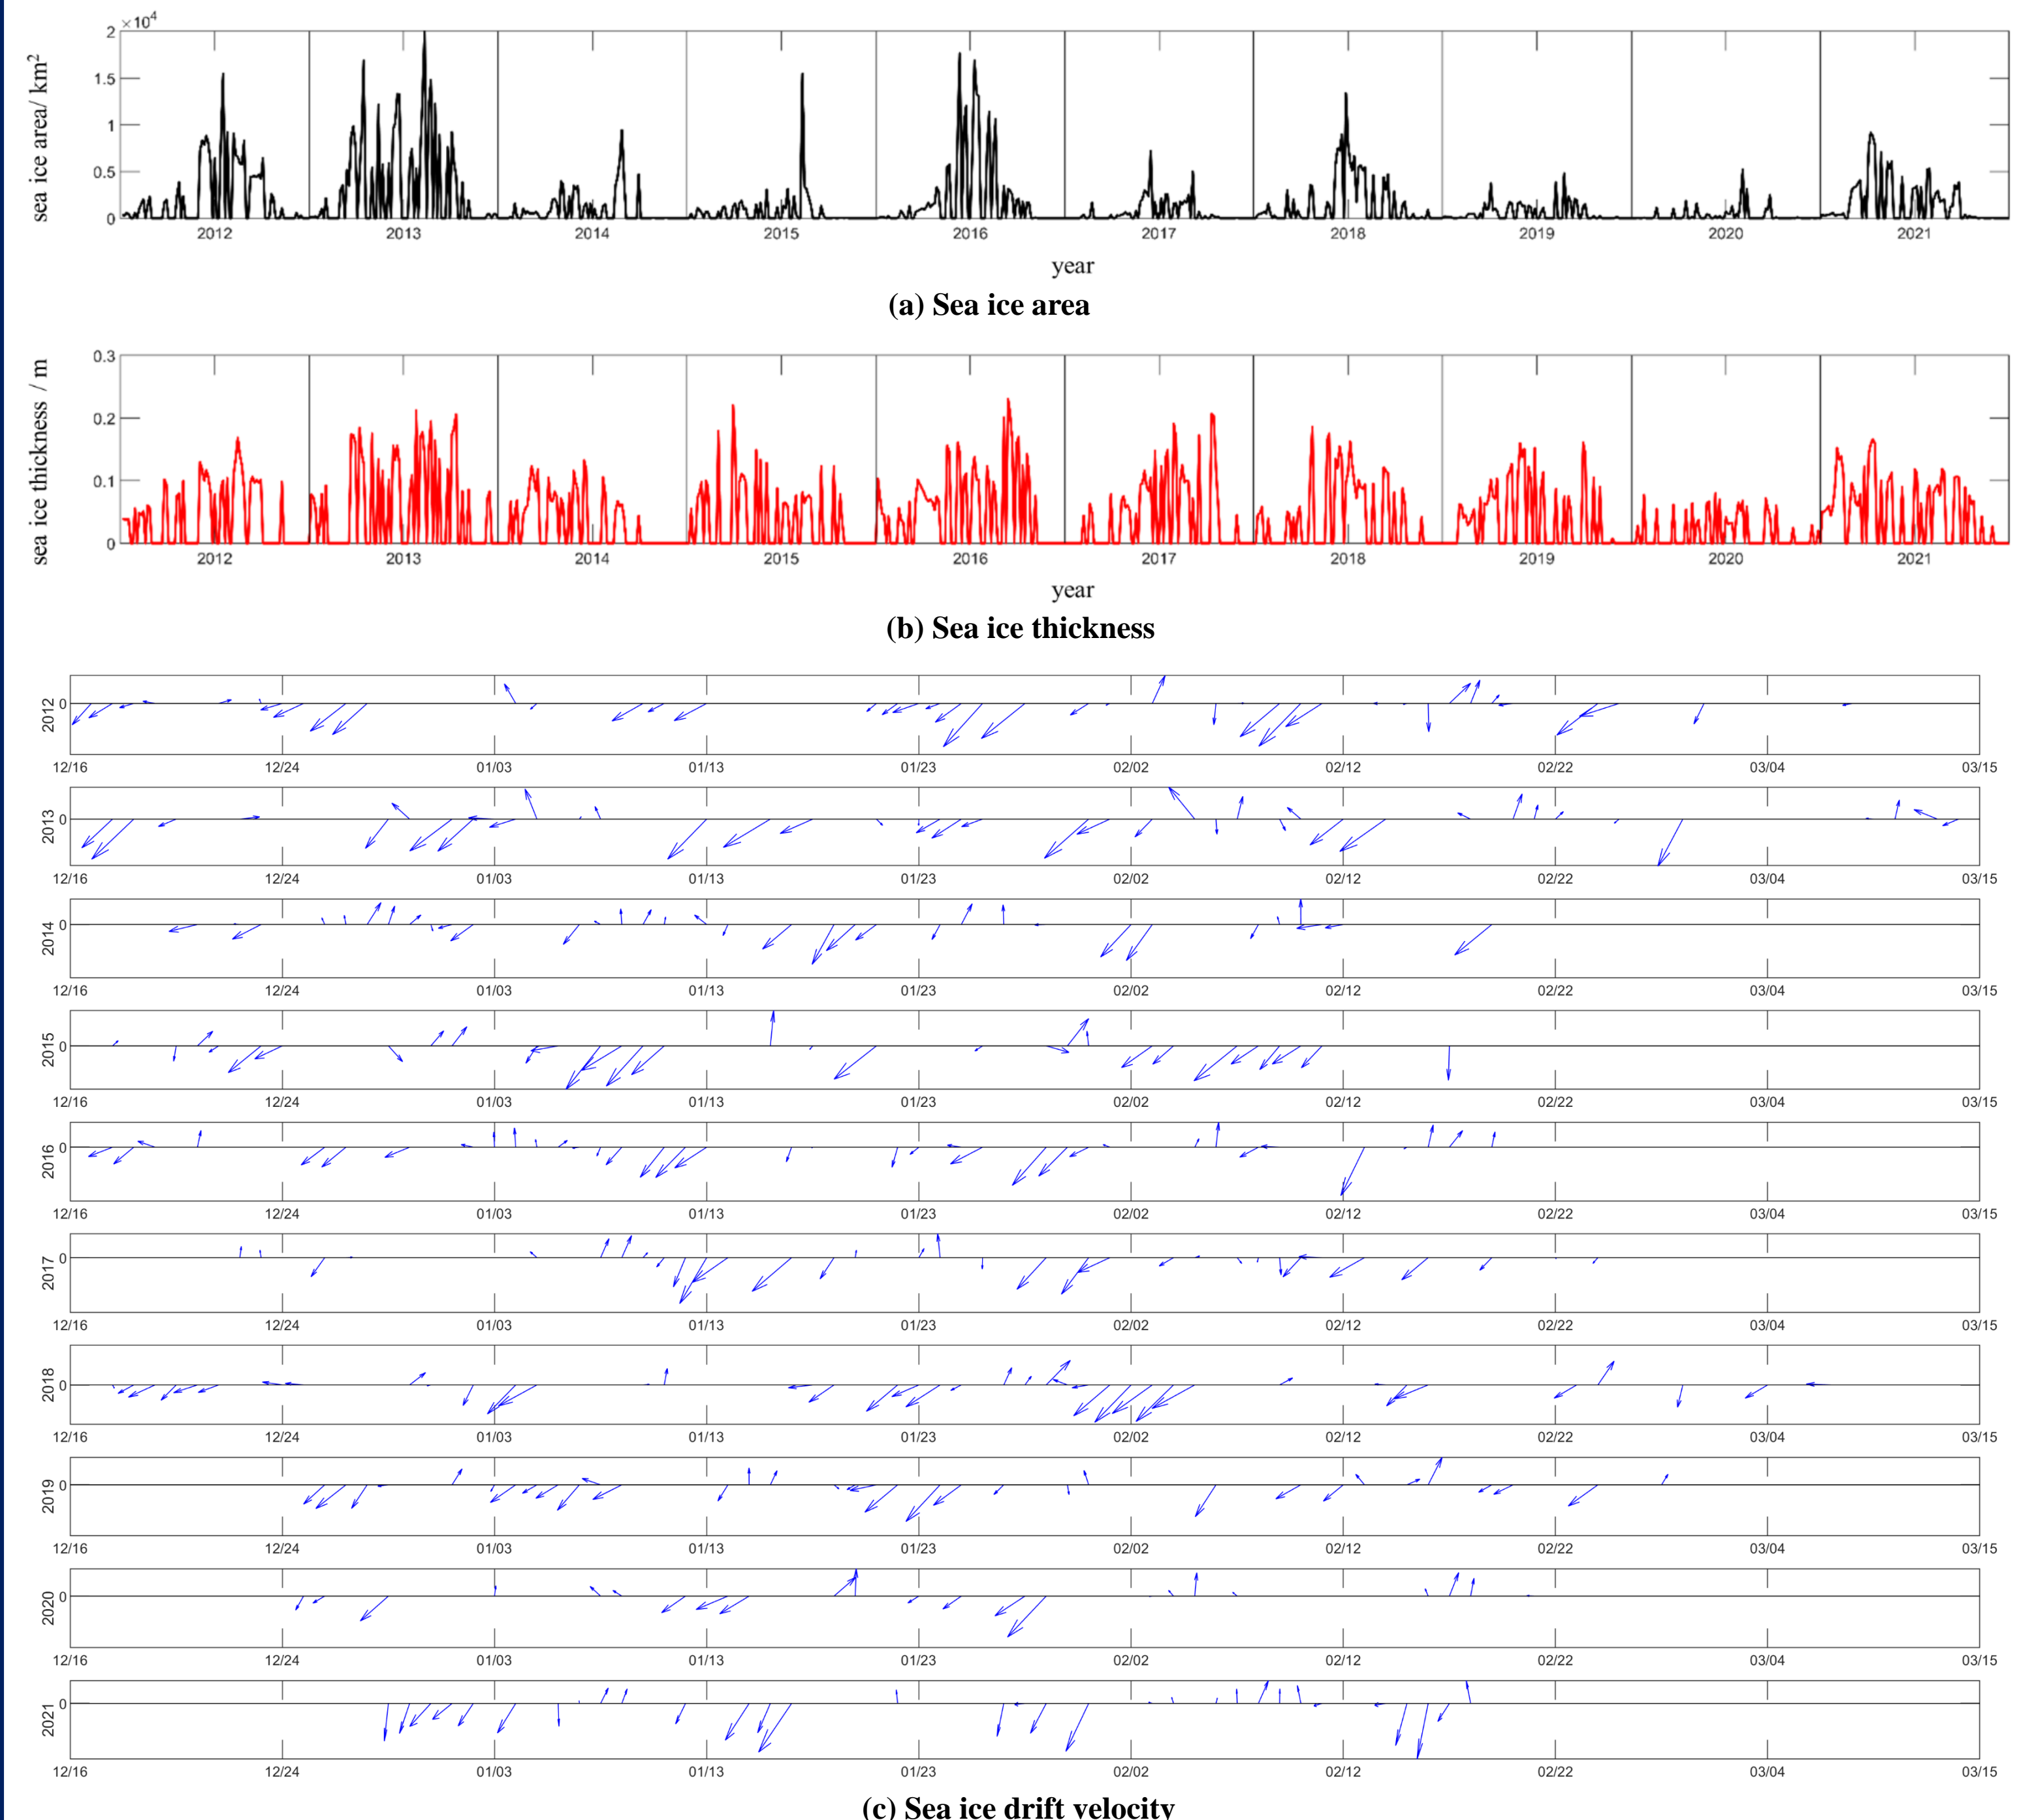 ×10⁴
2
1.5
1
0.5
0
sea ice area/ km²
2012 2013 2014 2015 2016 2017 2018 2019 2020 2021
year
(a) Sea ice area
0.3
0.2
0.1
0
sea ice thickness / m
2012 2013 2014 2015 2016 2017 2018 2019 2020 2021
year
(b) Sea ice thickness
2012 0
12/16 12/24 01/03 01/13 01/23 02/02 02/12 02/22 03/04 03/15
2013 0
12/16 12/24 01/03 01/13 01/23 02/02 02/12 02/22 03/04 03/15
2014 0
12/16 12/24 01/03 01/13 01/23 02/02 02/12 02/22 03/04 03/15
2015 0
12/16 12/24 01/03 01/13 01/23 02/02 02/12 02/22 03/04 03/15
2016 0
12/16 12/24 01/03 01/13 01/23 02/02 02/12 02/22 03/04 03/15
2017 0
12/16 12/24 01/03 01/13 01/23 02/02 02/12 02/22 03/04 03/15
2018 0
12/16 12/24 01/03 01/13 01/23 02/02 02/12 02/22 03/04 03/15
2019 0
12/16 12/24 01/03 01/13 01/23 02/02 02/12 02/22 03/04 03/15
2020 0
12/16 12/24 01/03 01/13 01/23 02/02 02/12 02/22 03/04 03/15
2021 0
12/16 12/24 01/03 01/13 01/23 02/02 02/12 02/22 03/04 03/15
(c) Sea ice drift velocity